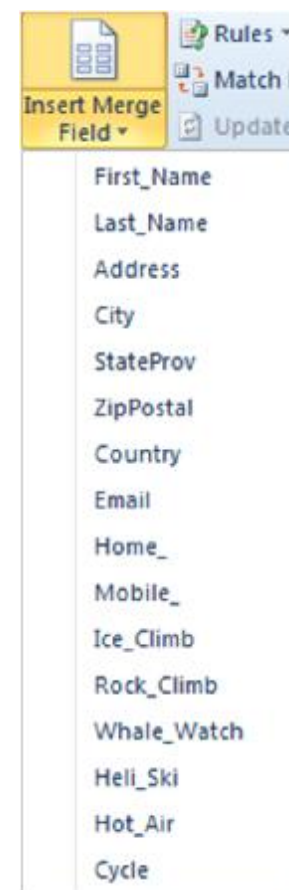 Insert Merge
Field
Rules
Match
Update
First_Name
Last_Name
Address
City
StateProv
ZipPostal
Country
Email
Home_
Mobile_
Ice_Climb
Rock_Climb
Whale_Watch
Heli_Ski
Hot_Air
Cycle